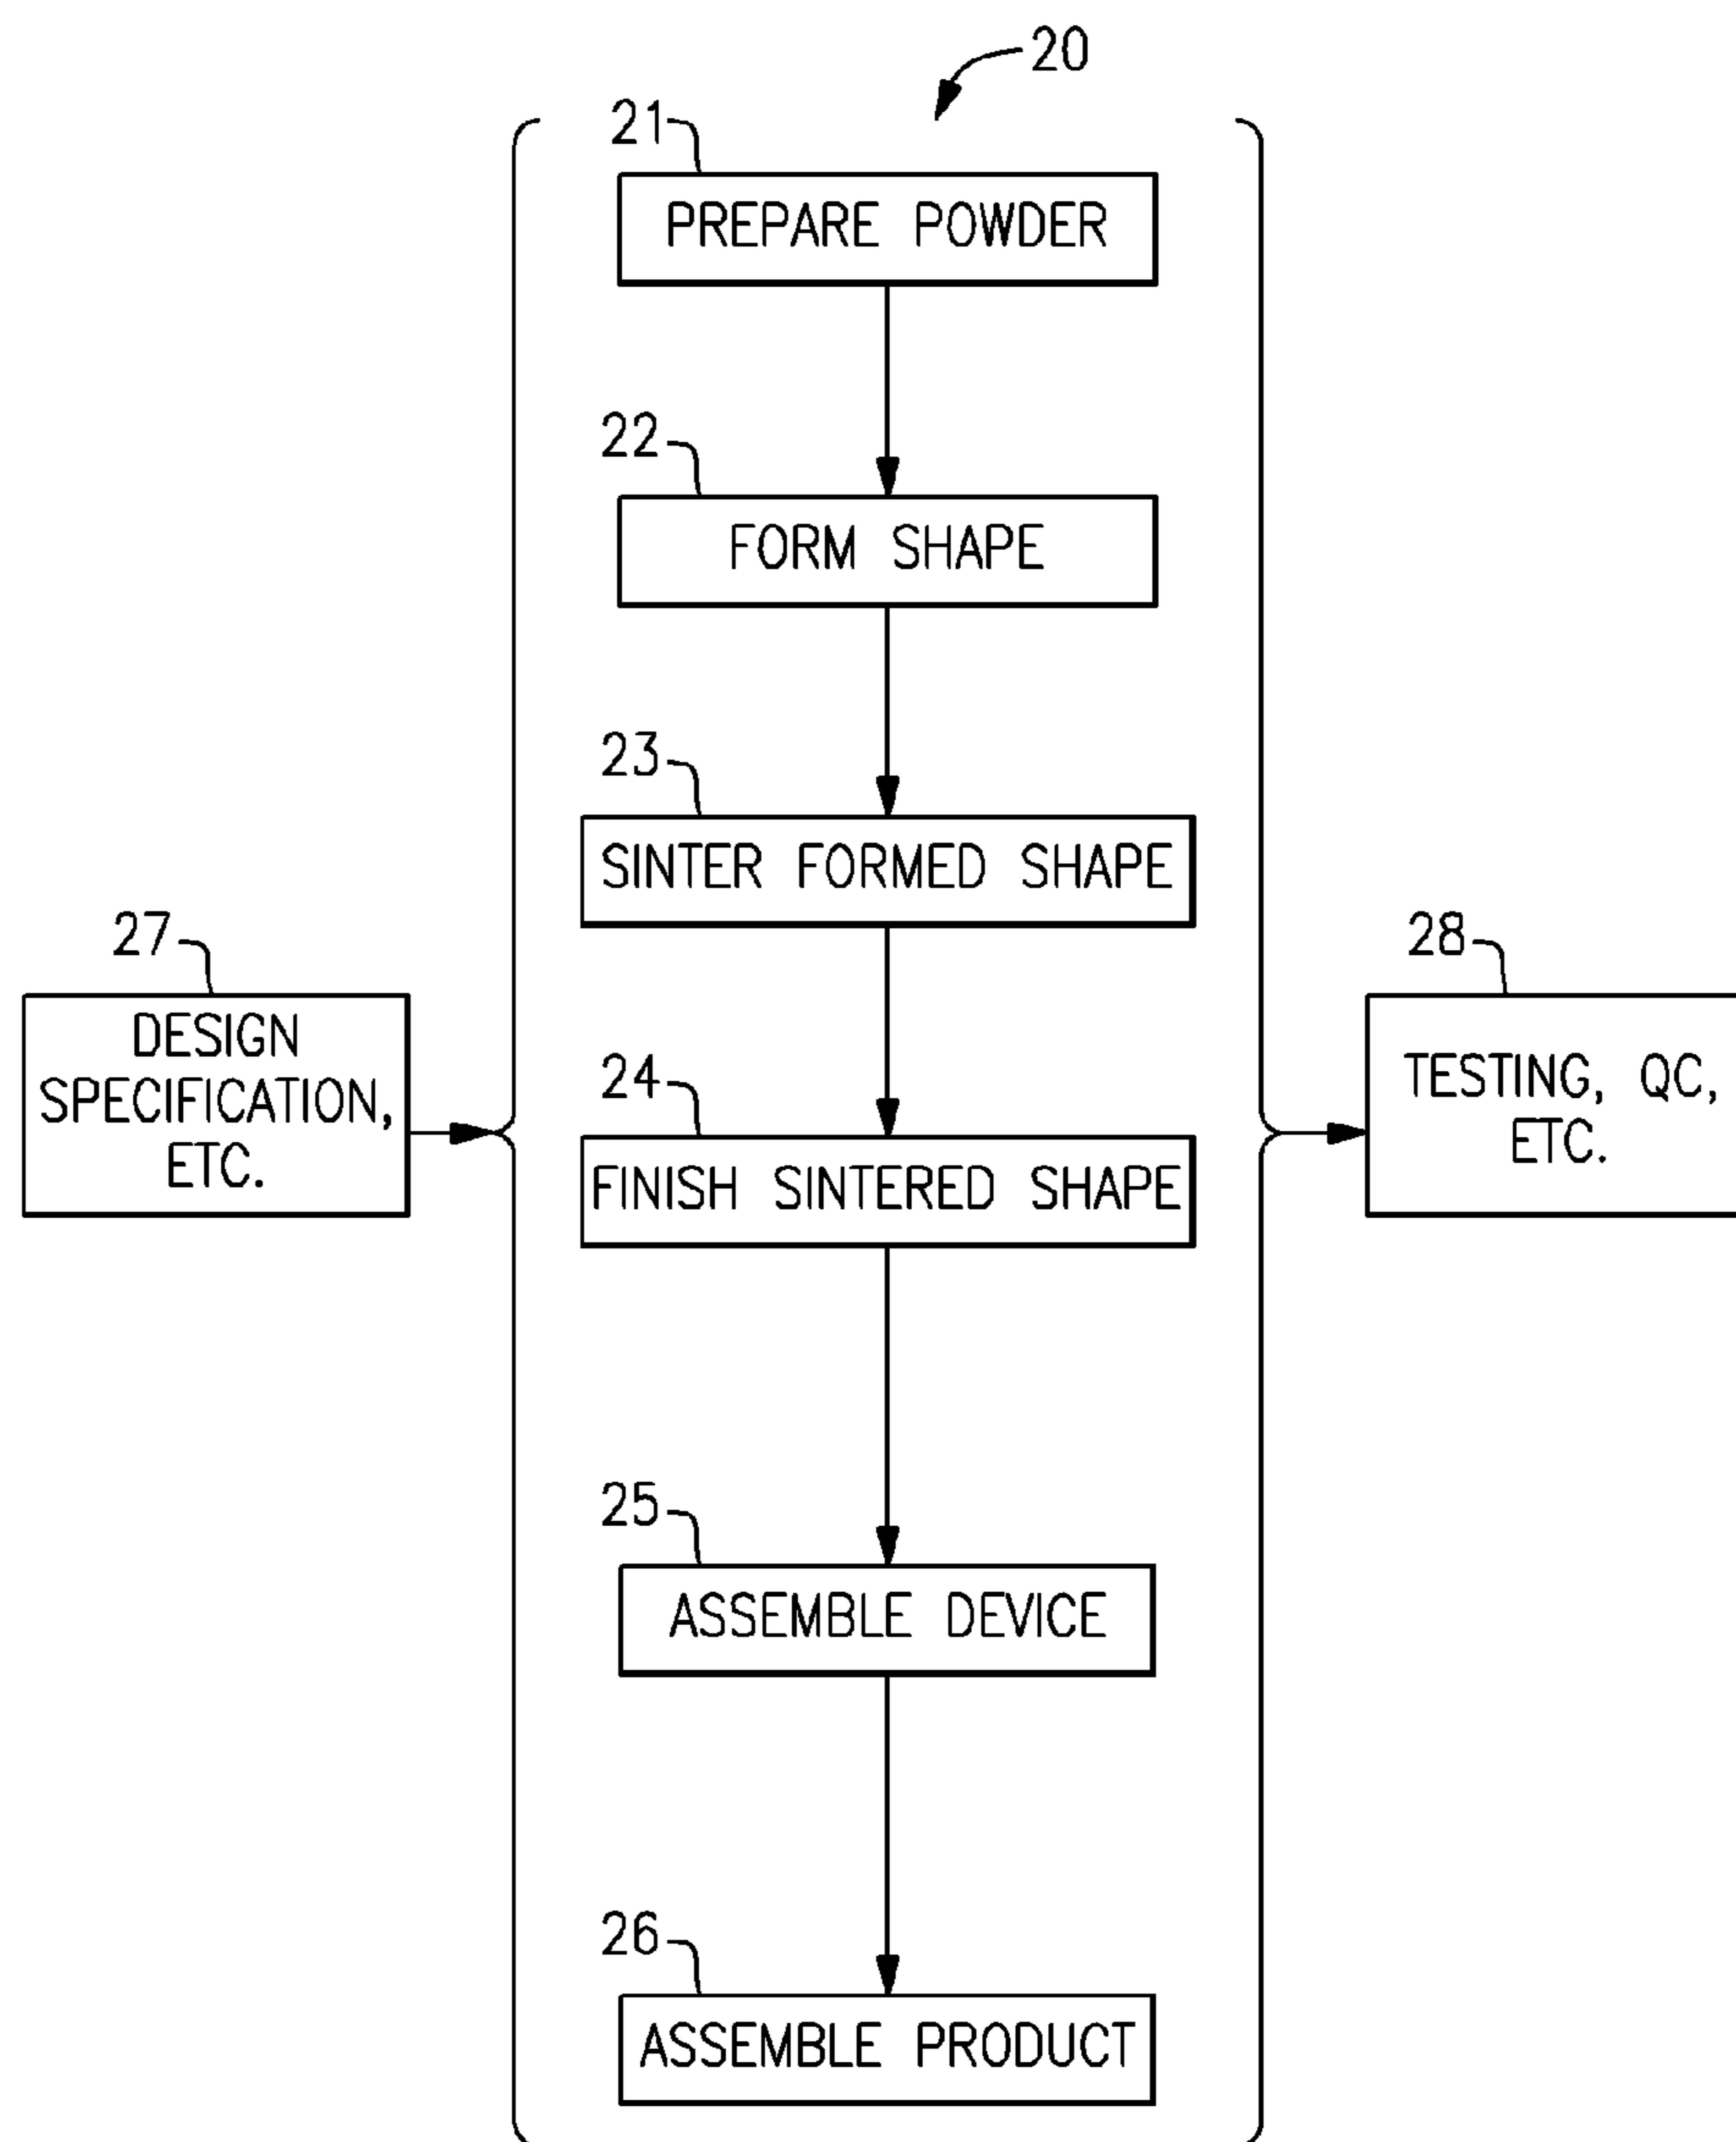 20
21
PREPARE POWDER
22
FORM SHAPE
23
SINTER FORMED SHAPE
27
DESIGN
SPECIFICATION,
ETC.
28
TESTING, QC,
ETC.
24
FINISH SINTERED SHAPE
25
ASSEMBLE DEVICE
26
ASSEMBLE PRODUCT